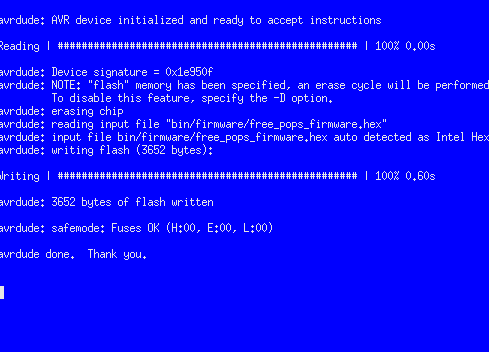 avrdude: AVR device initialized and ready to accept instructions
Reading | ################################################## | 100% 0.00s
avrdude: Device signature = 0x1e950f
avrdude: NOTE: "flash" memory has been specified, an erase cycle will be performed
To disable this feature, specify the -D option.
avrdude: erasing chip
avrdude: reading input file "bin/firmware/free_pops_firmware.hex"
avrdude: input file bin/firmware/free_pops_firmware.hex auto detected as Intel Hex
avrdude: writing flash (3652 bytes):
Writing | ################################################## | 100% 0.60s
avrdude: 3652 bytes of flash written
avrdude: safemode: Fuses OK (H:00, E:00, L:00)
avrdude done.  Thank you.